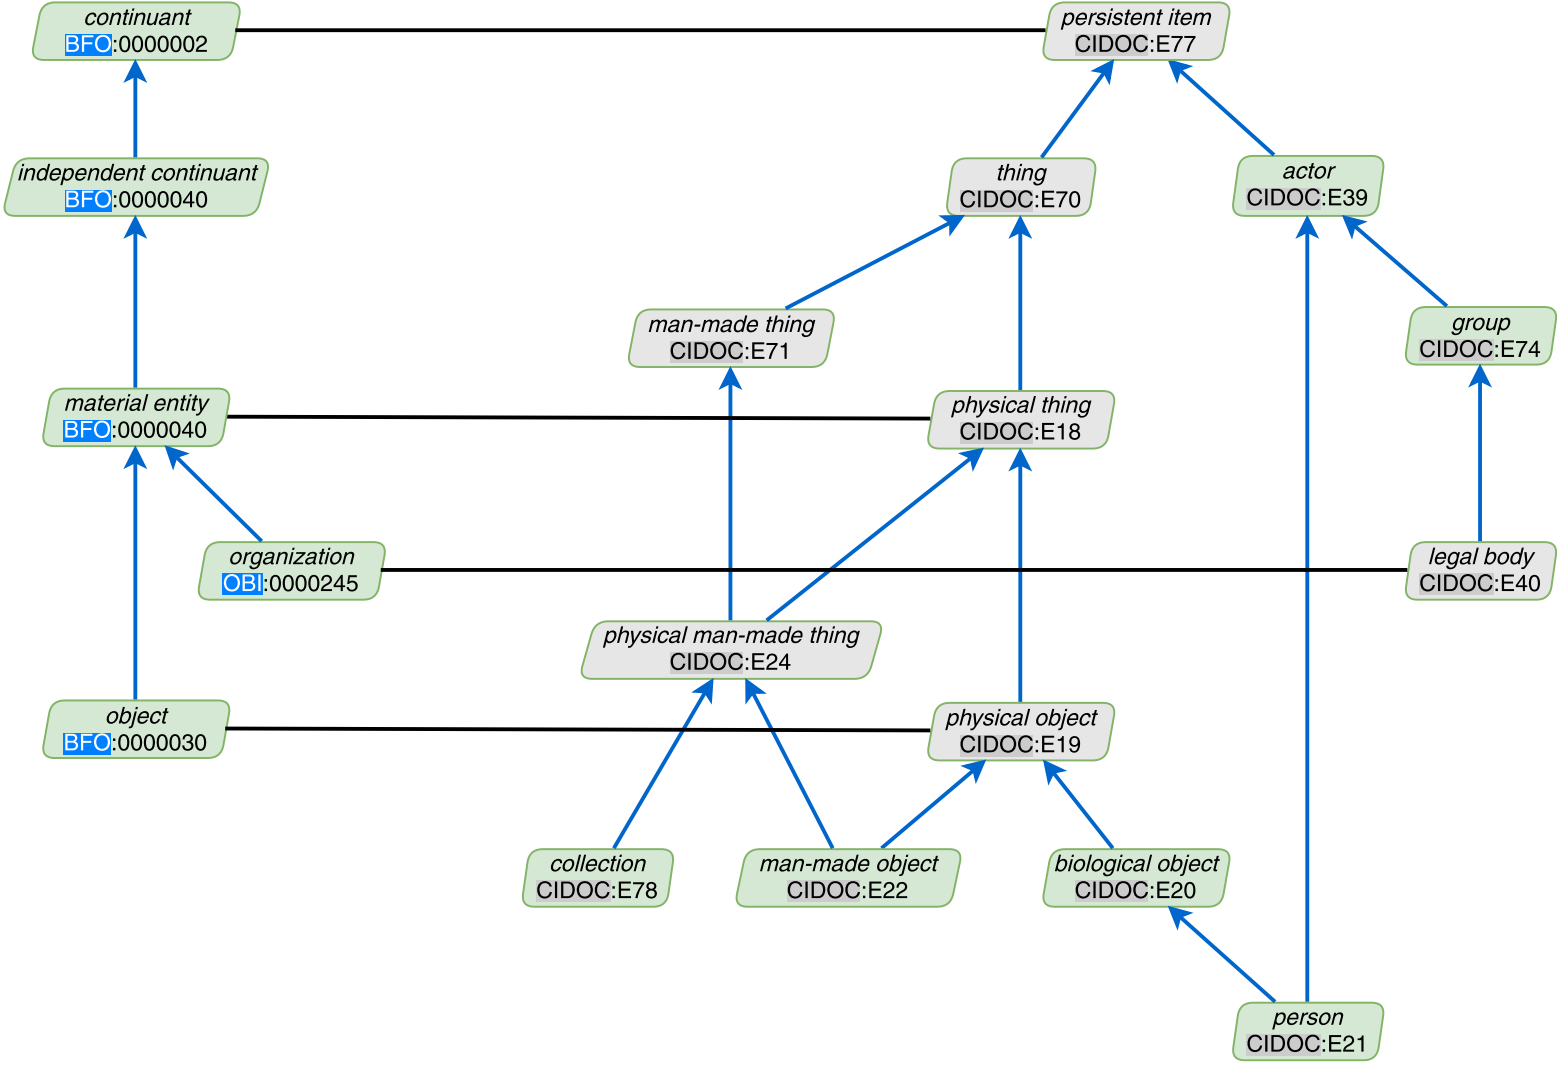 continuant
BFO:0000002
persistent item
CIDOC:E77
independent continuant
BFO:0000040
thing
CIDOC:E70
actor
CIDOC:E39
man-made thing
CIDOC:E71
group
CIDOC:E74
material entity
BFO:0000040
physical thing
CIDOC:E18
organization
OBI:0000245
legal body
CIDOC:E40
physical man-made thing
CIDOC:E24
object
BFO:0000030
physical object
CIDOC:E19
collection
CIDOC:E78
man-made object
CIDOC:E22
biological object
CIDOC:E20
person
CIDOC:E21